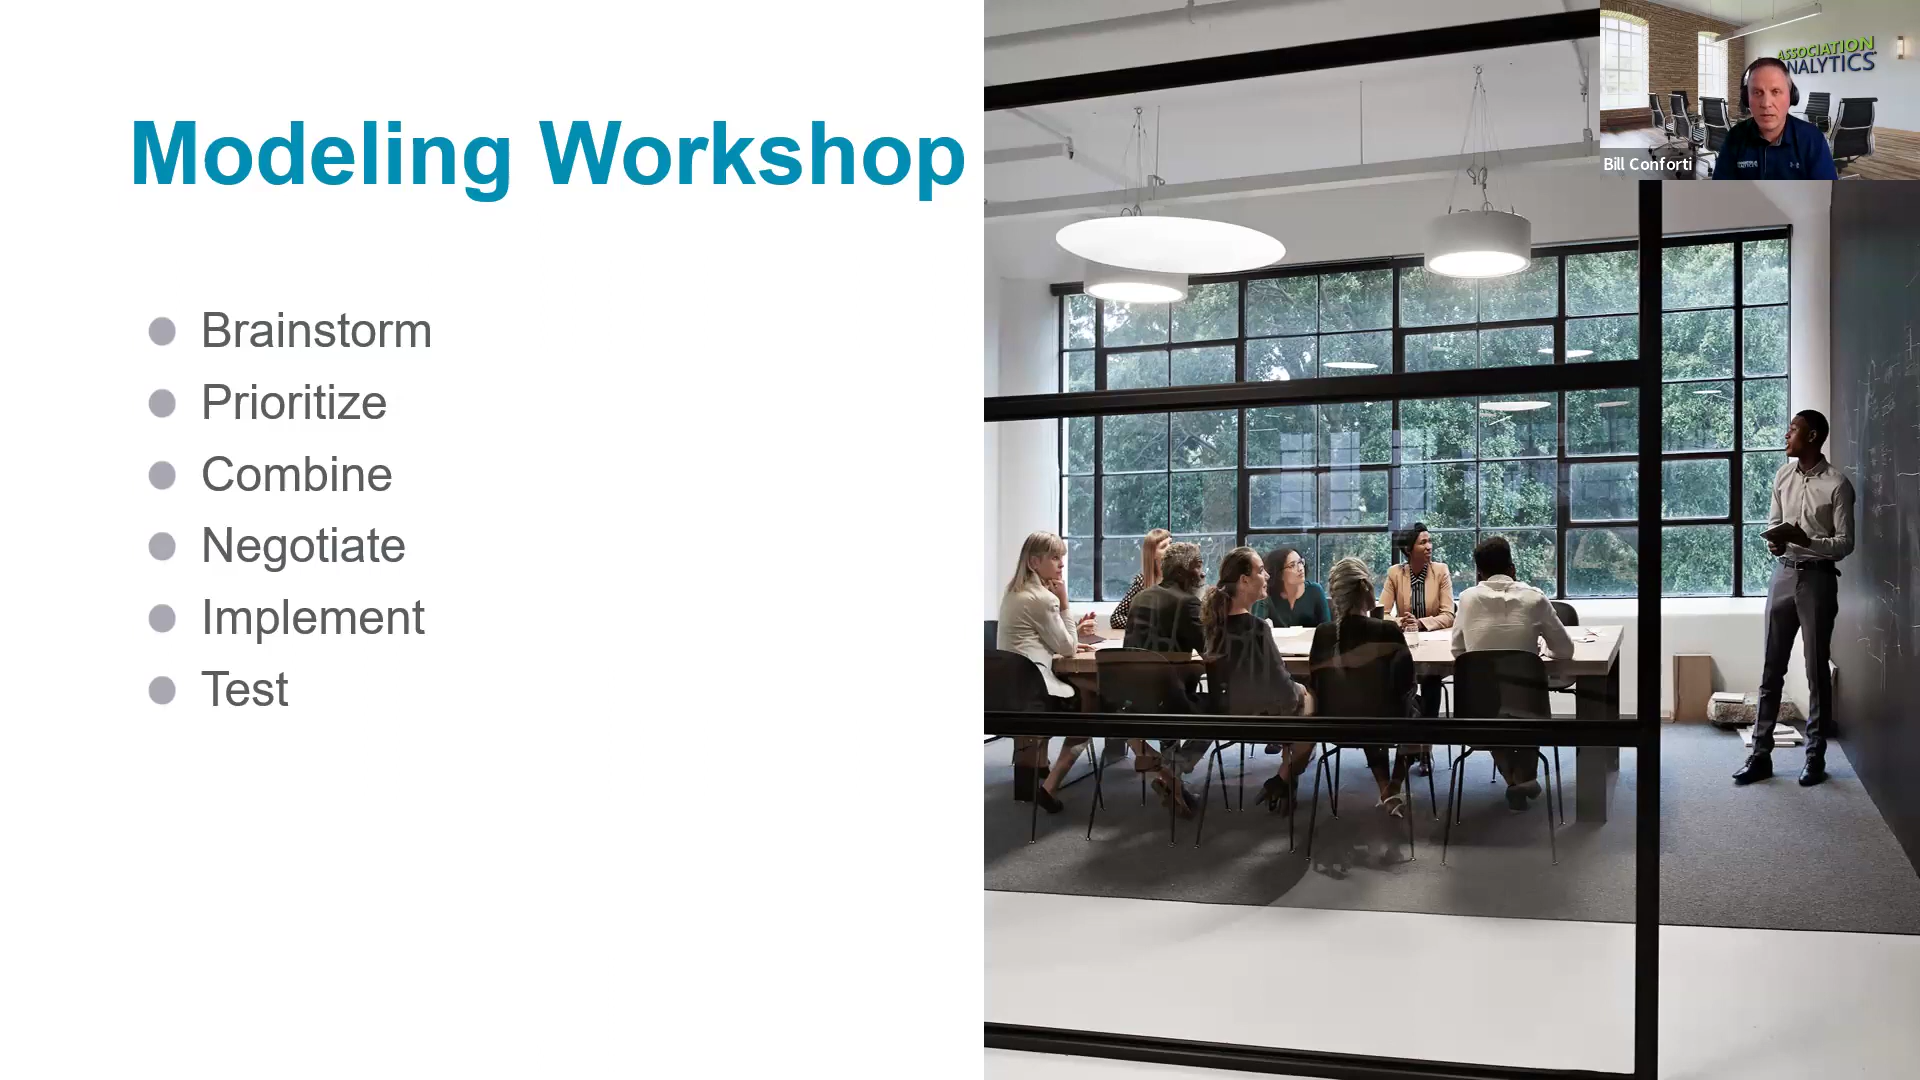 Modeling Workshop
Brainstorm
Prioritize
Combine
Negotiate
Implement
Test
ASSOCIATION
NALYTICS
Bill Conforti